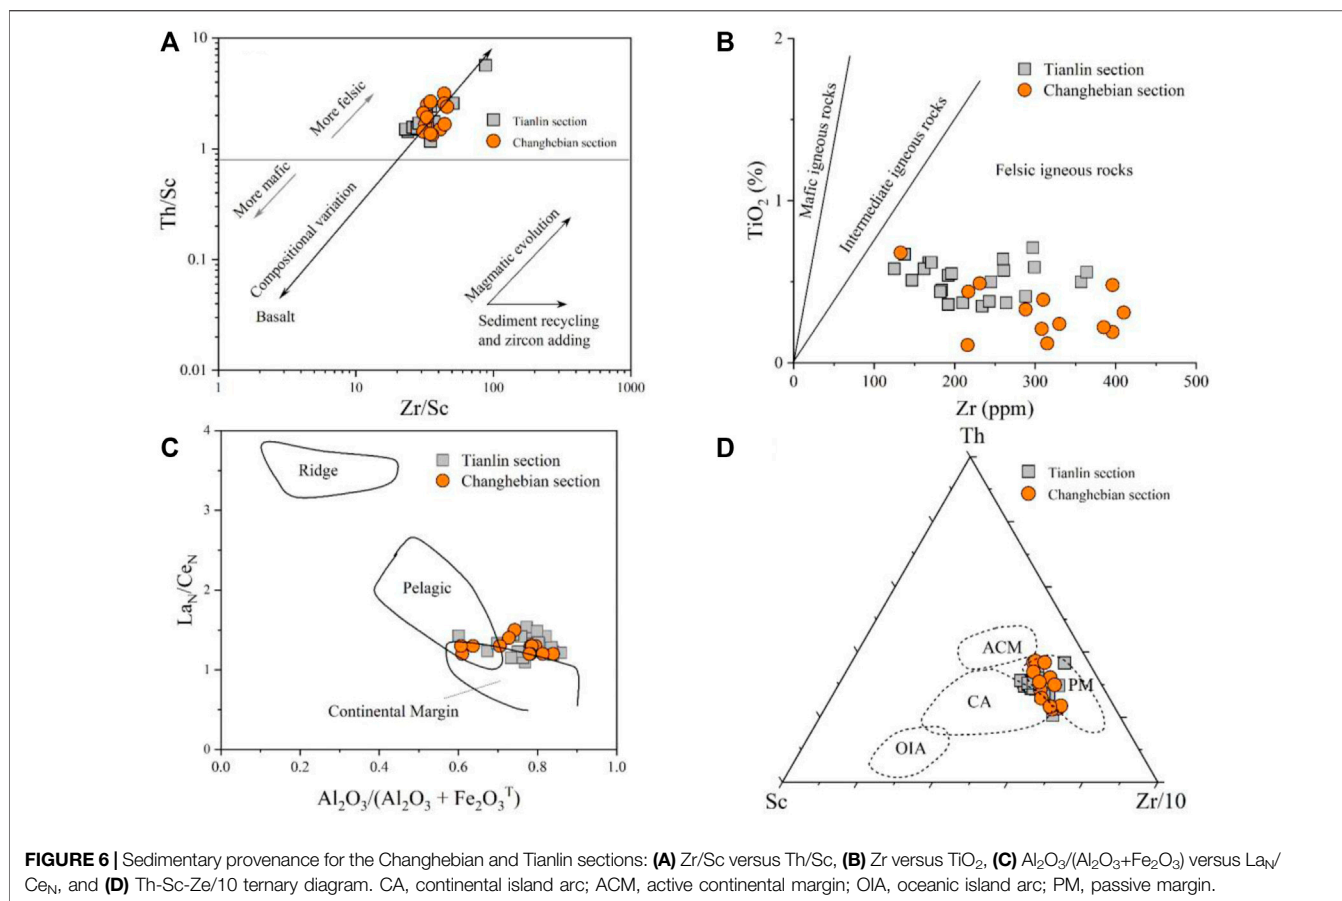 A
10
1
0.1
0.01
Th/Sc
1
10
100
1000
Zr/Sc
More felsic
More mafic
Compositional variation
Basalt
Magmatic evolution
Sediment recycling
and zircon adding
Tianlin section
Changhebian section
B
2
1
0
TiO₂ (%)
0
100
200
300
400
500
Zr (ppm)
Mafic igneous rocks
Intermediate igneous rocks
Felsic igneous rocks
Tianlin section
Changhebian section
C
4
3
2
1
0
Laₙ/Ceₙ
0.0
0.2
0.4
0.6
0.8
1.0
Al₂O₃/(Al₂O₃ + Fe₂O₃ᵀ)
Ridge
Pelagic
Continental Margin
Tianlin section
Changhebian section
D
Th
Sc
Zr/10
ACM
CA
OIA
PM
Tianlin section
Changhebian section
FIGURE 6 | Sedimentary provenance for the Changhebian and Tianlin sections: (A) Zr/Sc versus Th/Sc, (B) Zr versus TiO₂, (C) Al₂O₃/(Al₂O₃+Fe₂O₃) versus Laₙ/
Ceₙ, and (D) Th-Sc-Ze/10 ternary diagram. CA, continental island arc; ACM, active continental margin; OIA, oceanic island arc; PM, passive margin.